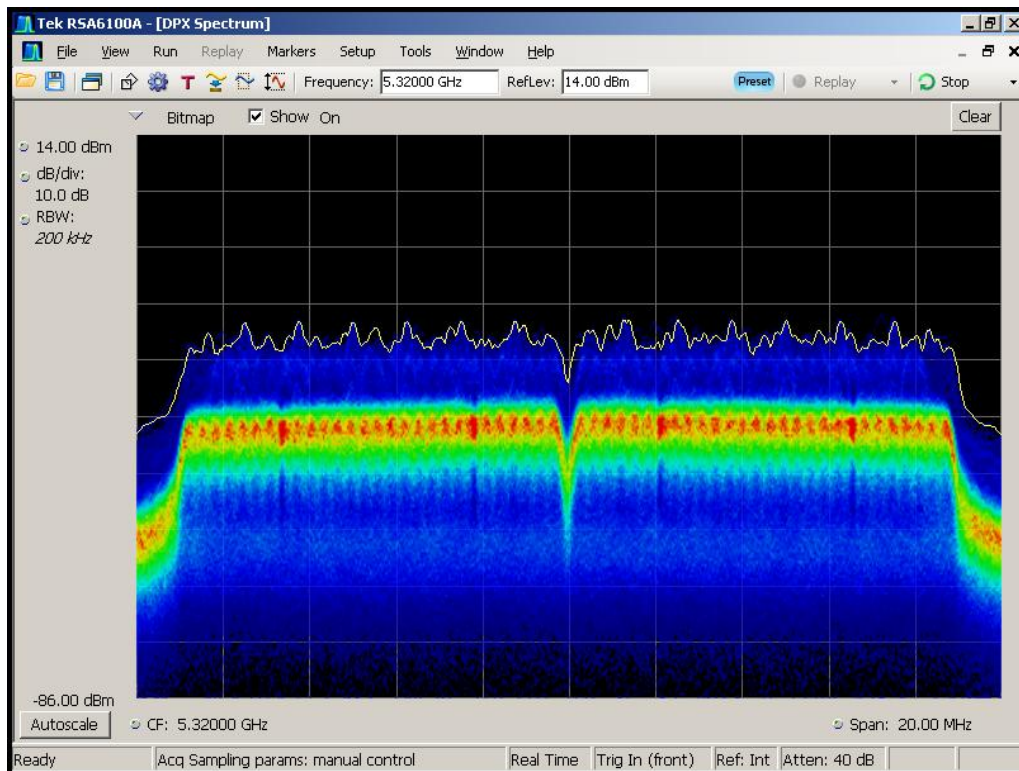 Tek RSA6100A - [DPX Spectrum]
File View Run Replay Markers Setup Tools Window Help
T Frequency: 5.32000 GHz RefLev: 14.00 dBm Preset Replay Stop
Bitmap Show On Clear
14.00 dBm
dB/div:
10.0 dB
RBW:
200 kHz
-86.00 dBm
Autoscale CF: 5.32000 GHz Span: 20.00 MHz
Ready Acq Sampling params: manual control Real Time Trig In (front) Ref: Int Atten: 40 dB